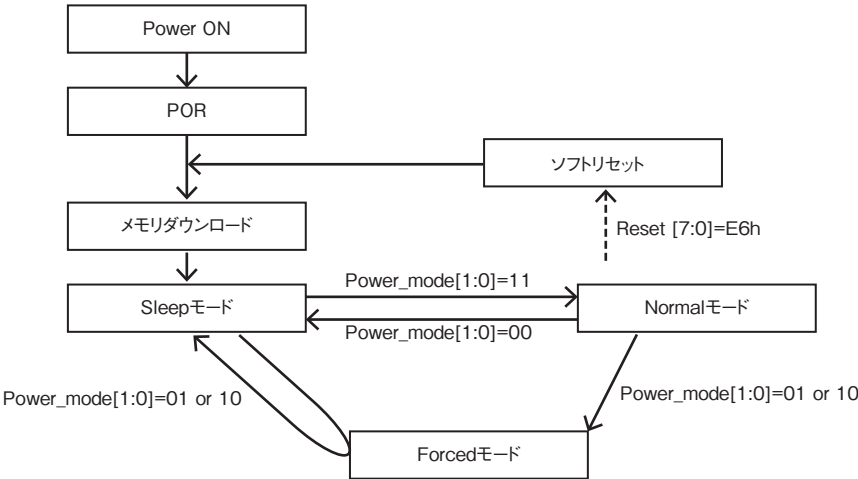 Power ON
POR
ソフトリセット
メモリダウンロード
Reset [7:0]=E6h
Power_mode[1:0]=11
Sleepモード
Normalモード
Power_mode[1:0]=00
Power_mode[1:0]=01 or 10
Power_mode[1:0]=01 or 10
Forcedモード